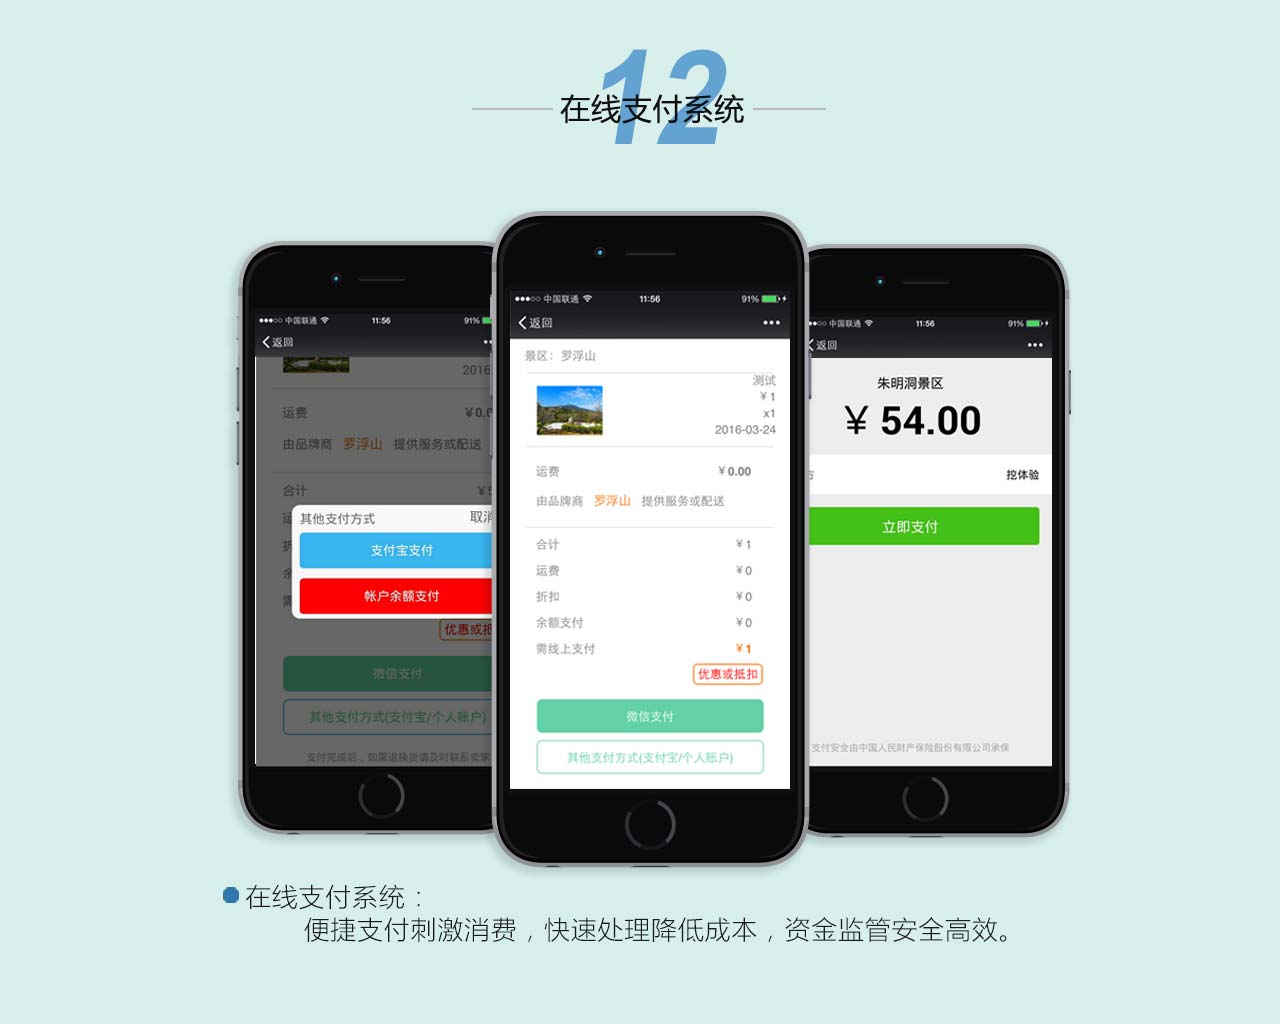 12
在线支付系统
中国联通 11:56 91%
返回
2016
运费 ￥0.0
由品牌商 罗浮山 提供服务或配送
合计
其他支付方式 取消
支付宝支付
帐户余额支付
优惠或抵
微信支付
其他支付方式(支付宝/个人账户)
支付完成后，如需退换货请及时联系卖家
中国联通 11:56 91%
返回
景区：罗浮山
测试
￥1
x1
2016-03-24
运费 ￥0.00
由品牌商 罗浮山 提供服务或配送
合计 ￥1
运费 ￥0
折扣 ￥0
余额支付 ￥0
需线上支付 ￥1
优惠或抵扣
微信支付
其他支付方式(支付宝/个人账户)
中国联通 11:56 91%
返回
朱明洞景区
￥54.00
挖体验
立即支付
支付安全由中国人民财产保险股份有限公司承保
在线支付系统：
便捷支付刺激消费，快速处理降低成本，资金监管安全高效。